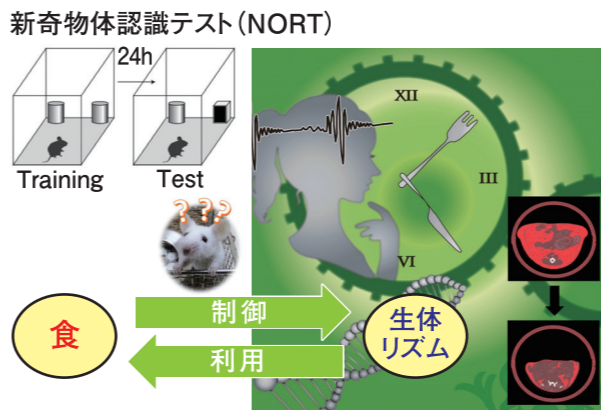 新奇物体認識テスト(NORT)
24h
Training
Test
XII
III
VI
???
食
制御
利用
生体
リズム